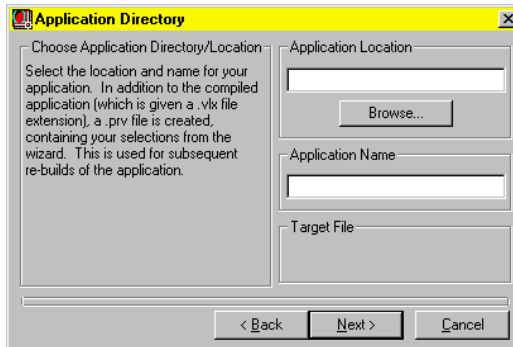 Application Directory
Choose Application Directory/Location
Select the location and name for your
application. In addition to the compiled
application (which is given a .vlx file
extension), a .prv file is created,
containing your selections from the
wizard. This is used for subsequent
re-builds of the application.
Application Location
Browse...
Application Name
Target File
< Back
Next >
Cancel